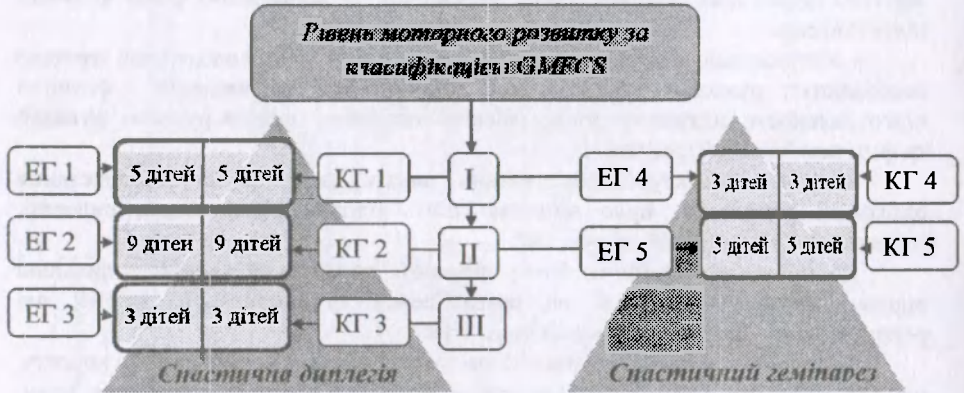 Рівень моторного розвитку за
класифікацією GMFCS
ЕГ 1 5 дітей 5 дітей КГ 1 I ЕГ 4 3 дітей 3 дітей КГ 4
ЕГ 2 9 дітей 9 дітей КГ 2 II ЕГ 5 5 дітей 5 дітей КГ 5
ЕГ 3 3 дітей 3 дітей КГ 3 III
Спастична диплегія Спастичний геміпарез